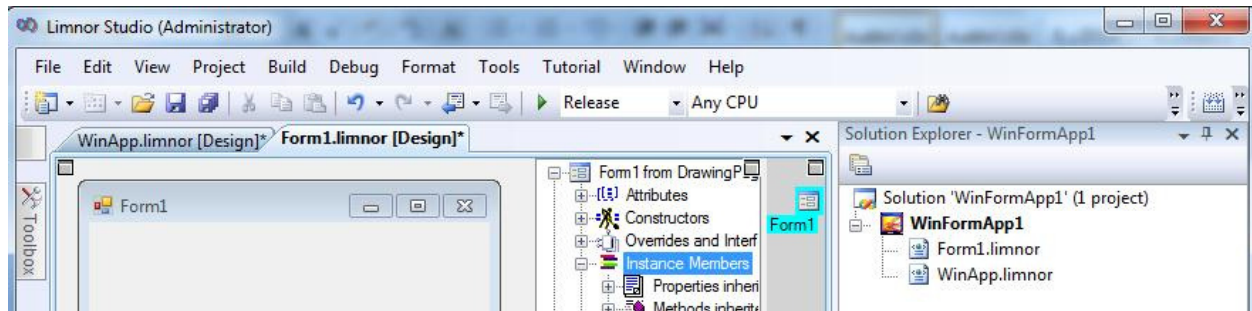 Limnor Studio (Administrator)
File Edit View Project Build Debug Format Tools Tutorial Window Help
Release Any CPU
WinApp.limnor [Design]* Form1.limnor [Design]*
Solution Explorer - WinFormApp1
Toolbox
Form1
Form1 from DrawingP
Attributes
Constructors
Overrides and Interf
Instance Members
Properties inheri
Methods inherite
Form1
Solution 'WinFormApp1' (1 project)
WinFormApp1
Form1.limnor
WinApp.limnor